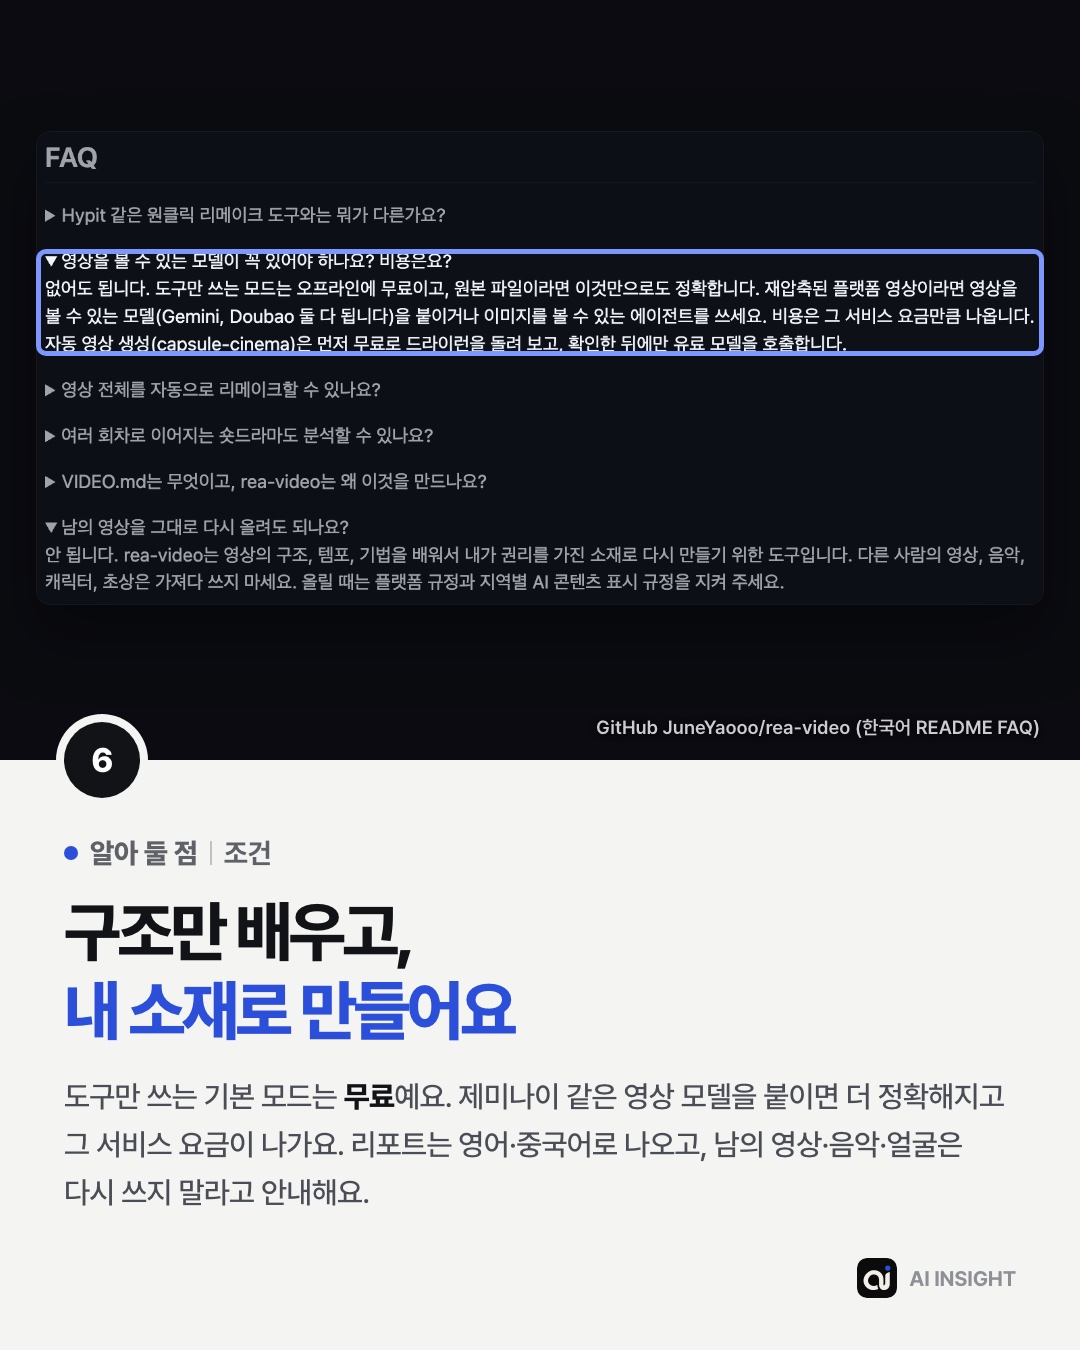 FAQ
▶ Hypit 같은 원클릭 리메이크 도구와는 뭐가 다른가요?
▼ 영상을 볼 수 있는 모델이 꼭 있어야 하나요? 비용은요?
없어도 됩니다. 도구만 쓰는 모드는 오프라인에 무료이고, 원본 파일이라면 이것만으로도 정확합니다. 재압축된 플랫폼 영상이라면 영상을
볼 수 있는 모델(Gemini, Doubao 둘 다 됩니다)을 붙이거나 이미지를 볼 수 있는 에이전트를 쓰세요. 비용은 그 서비스 요금만큼 나옵니다.
자동 영상 생성(capsule-cinema)은 먼저 무료로 드라이런을 돌려 보고, 확인한 뒤에만 유료 모델을 호출합니다.
▶ 영상 전체를 자동으로 리메이크할 수 있나요?
▶ 여러 회차로 이어지는 숏드라마도 분석할 수 있나요?
▶ VIDEO.md는 무엇이고, rea-video는 왜 이것을 만드나요?
▼ 남의 영상을 그대로 다시 올려도 되나요?
안 됩니다. rea-video는 영상의 구조, 템포, 기법을 배워서 내가 권리를 가진 소재로 다시 만들기 위한 도구입니다. 다른 사람의 영상, 음악,
캐릭터, 초상은 가져다 쓰지 마세요. 올릴 때는 플랫폼 규정과 지역별 AI 콘텐츠 표시 규정을 지켜 주세요.
GitHub JuneYaooo/rea-video (한국어 README FAQ)
6
알아 둘 점 | 조건
구조만 배우고,
내 소재로 만들어요
도구만 쓰는 기본 모드는 무료예요. 제미나이 같은 영상 모델을 붙이면 더 정확해지고
그 서비스 요금이 나가요. 리포트는 영어·중국어로 나오고, 남의 영상·음악·얼굴은
다시 쓰지 말라고 안내해요.
ai AI INSIGHT